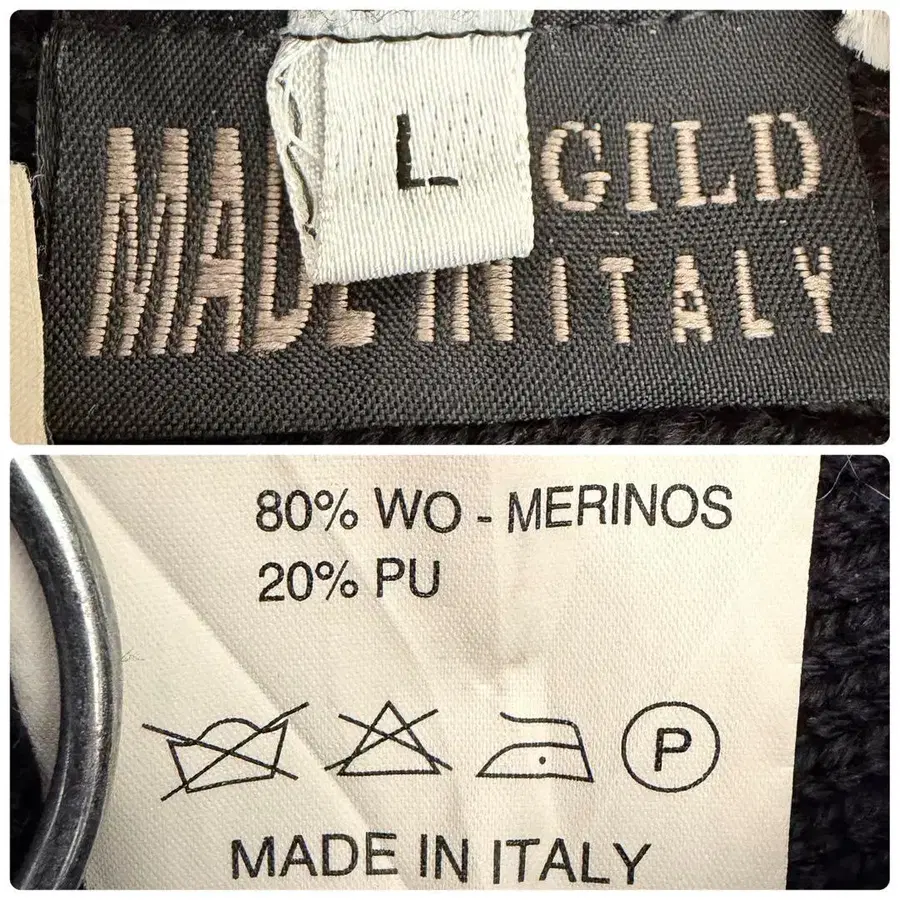 L
GILD
MADE IN ITALY
80% WO - MERINOS
20% PU
P
MADE IN ITALY